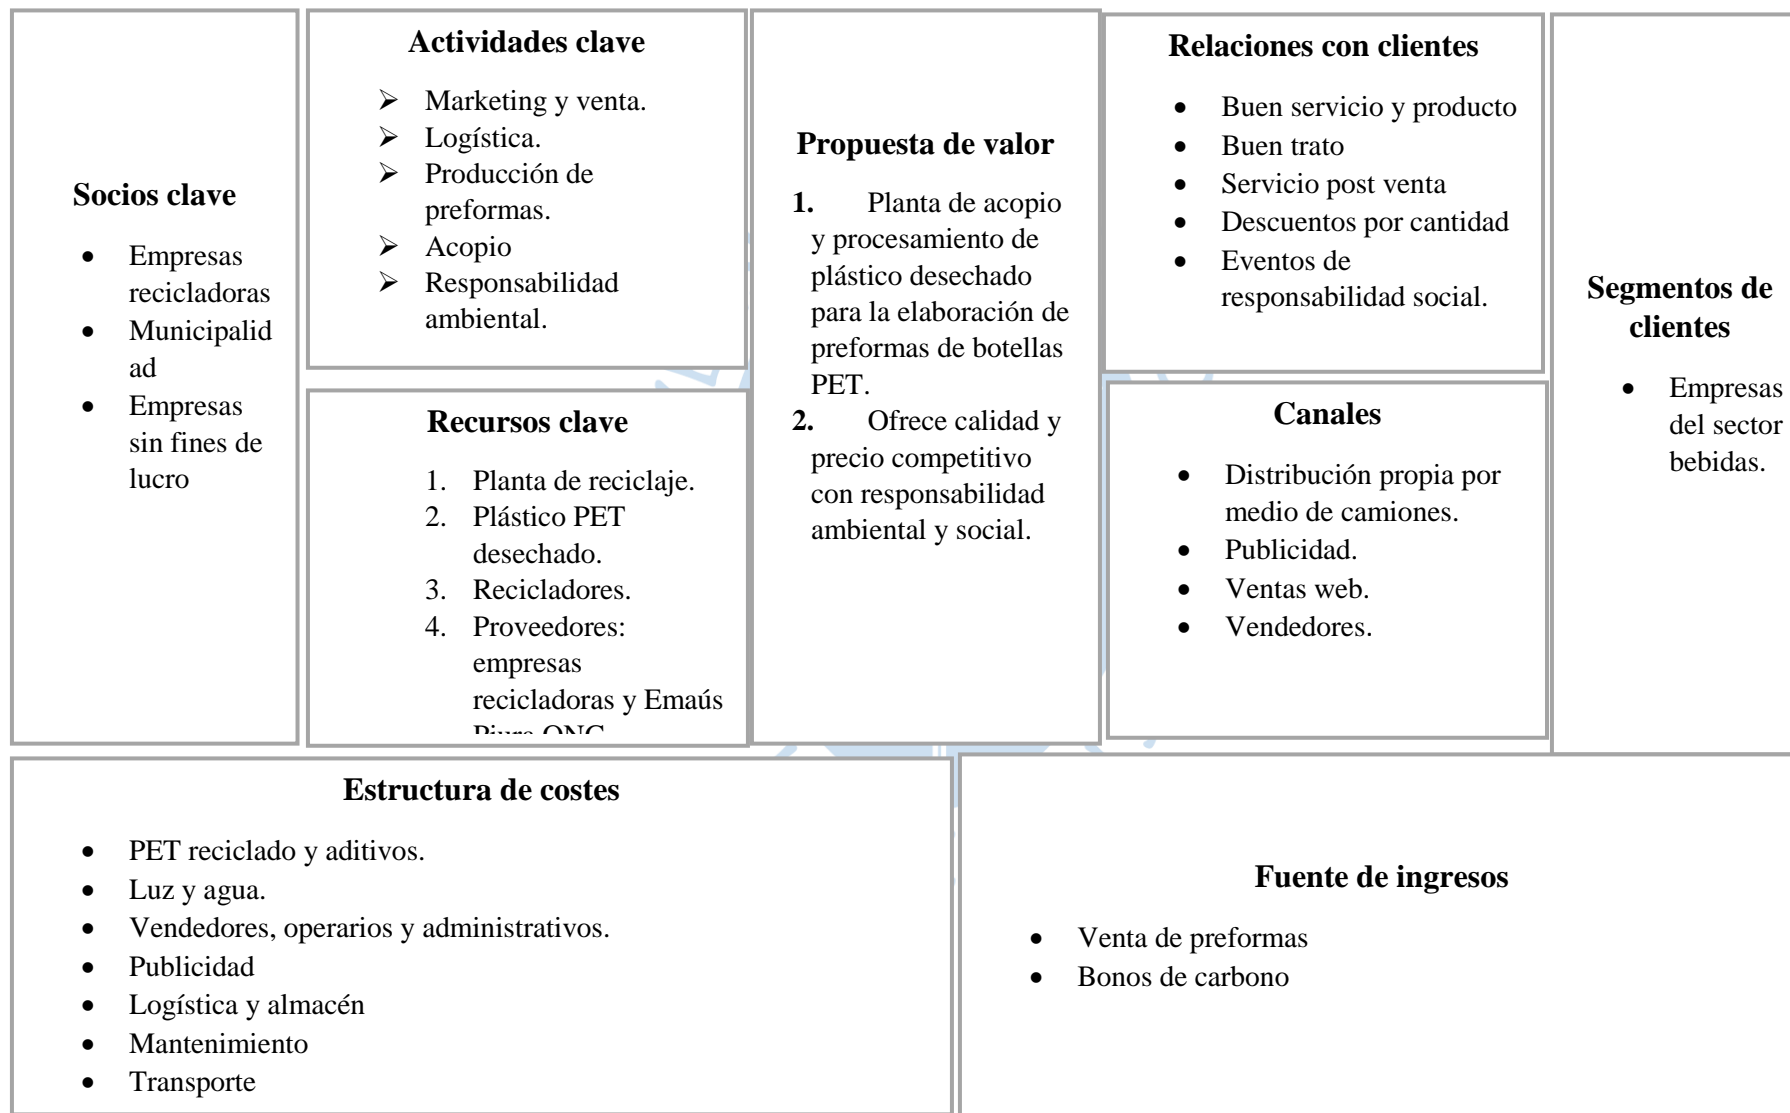 Socios clave
• Empresas
recicladoras
• Municipalid
ad
• Empresas
sin fines de
lucro
Actividades clave
➢ Marketing y venta.
➢ Logística.
➢ Producción de
preformas.
➢ Acopio
➢ Responsabilidad
ambiental.
Recursos clave
1. Planta de reciclaje.
2. Plástico PET
desechado.
3. Recicladores.
4. Proveedores:
empresas
recicladoras y Emaús
Propuesta de valor
1. Planta de acopio
y procesamiento de
plástico desechado
para la elaboración de
preformas de botellas
PET.
2. Ofrece calidad y
precio competitivo
con responsabilidad
ambiental y social.
Relaciones con clientes
• Buen servicio y producto
• Buen trato
• Servicio post venta
• Descuentos por cantidad
• Eventos de
responsabilidad social.
Canales
• Distribución propia por
medio de camiones.
• Publicidad.
• Ventas web.
• Vendedores.
Segmentos de
clientes
• Empresas
del sector
bebidas.
Estructura de costes
• PET reciclado y aditivos.
• Luz y agua.
• Vendedores, operarios y administrativos.
• Publicidad
• Logística y almacén
• Mantenimiento
• Transporte
Fuente de ingresos
• Venta de preformas
• Bonos de carbono